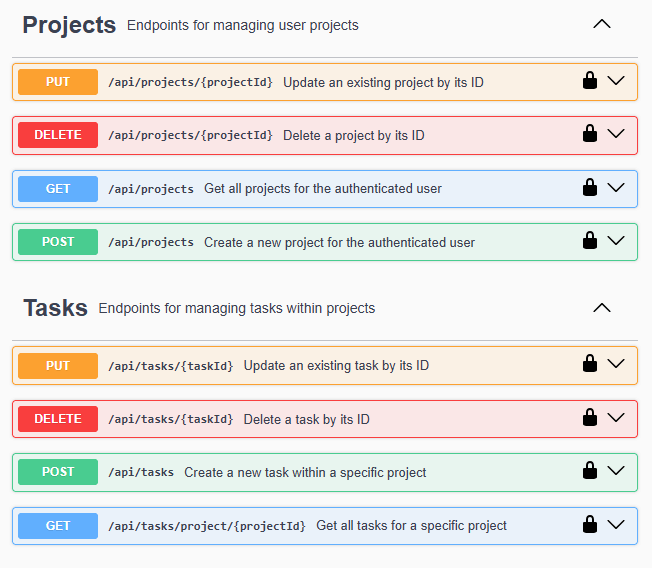 Projects Endpoints for managing user projects
PUT /api/projects/{projectId} Update an existing project by its ID
DELETE /api/projects/{projectId} Delete a project by its ID
GET /api/projects Get all projects for the authenticated user
POST /api/projects Create a new project for the authenticated user
Tasks Endpoints for managing tasks within projects
PUT /api/tasks/{taskId} Update an existing task by its ID
DELETE /api/tasks/{taskId} Delete a task by its ID
POST /api/tasks Create a new task within a specific project
GET /api/tasks/project/{projectId} Get all tasks for a specific project